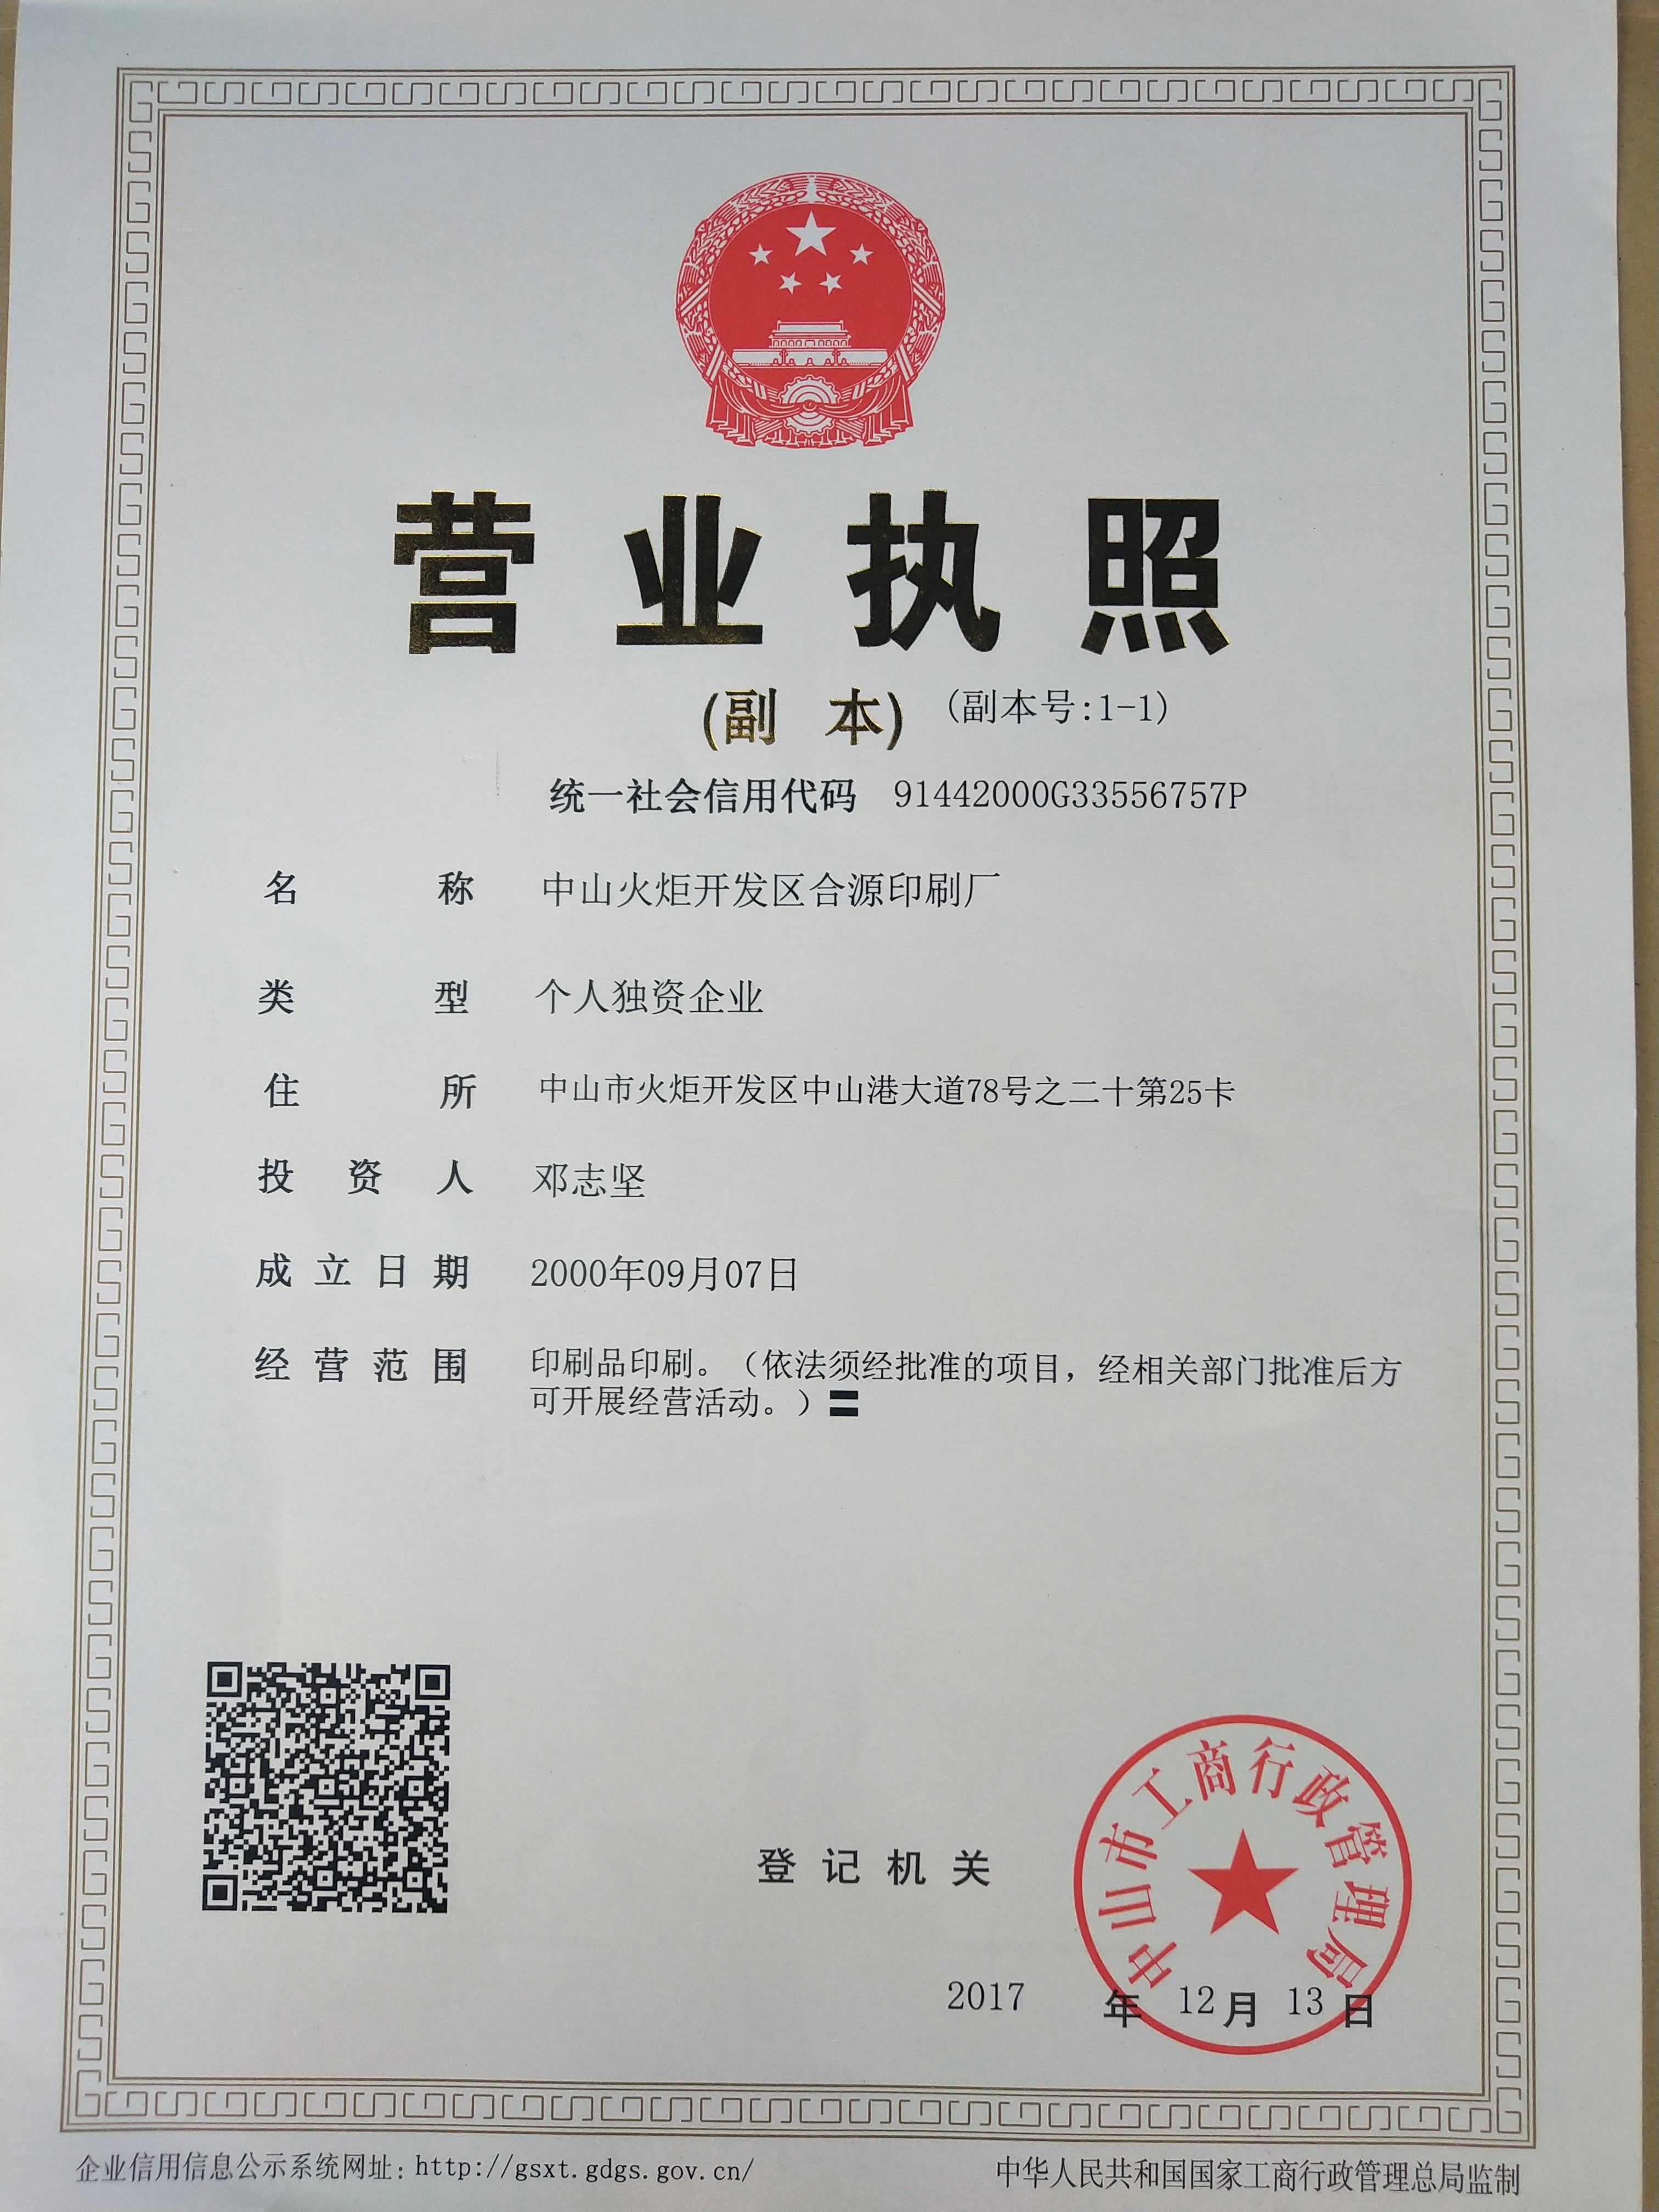 营业执照
(副 本) (副本号:1-1)
统一社会信用代码 91442000G33556757P
名称 中山火炬开发区合源印刷厂
类型 个人独资企业
住所 中山市火炬开发区中山港大道78号之二十第25卡
投资人 邓志坚
成立日期 2000年09月07日
经营范围 印刷品印刷。（依法须经批准的项目，经相关部门批准后方
可开展经营活动。）〓
中山市工商行政管理局
登记机关
2017 年 12 月 13 日
企业信用信息公示系统网址：http://gsxt.gdgs.gov.cn/
中华人民共和国国家工商行政管理总局监制